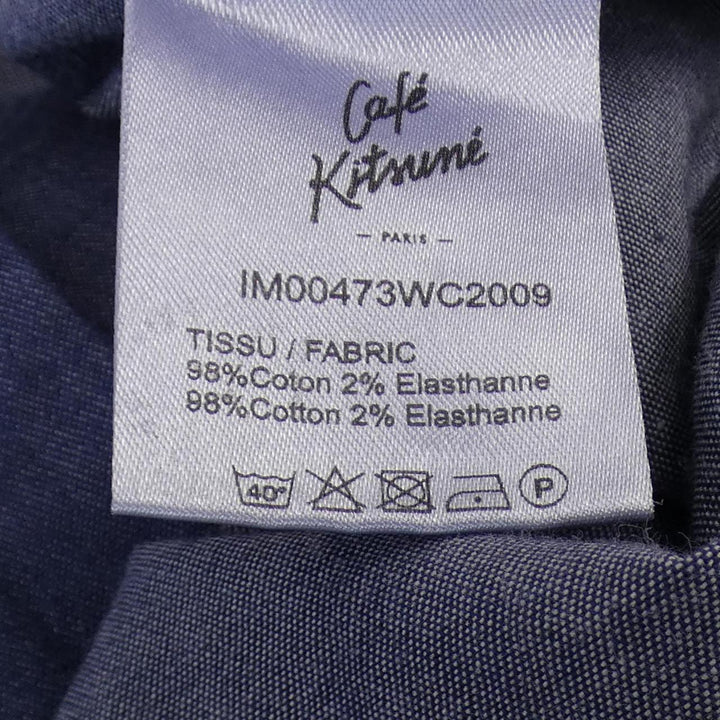 Café
Kitsuné
— PARIS —
IM00473WC2009
TISSU / FABRIC
98%Coton 2% Elasthanne
98%Cotton 2% Elasthanne
40° P